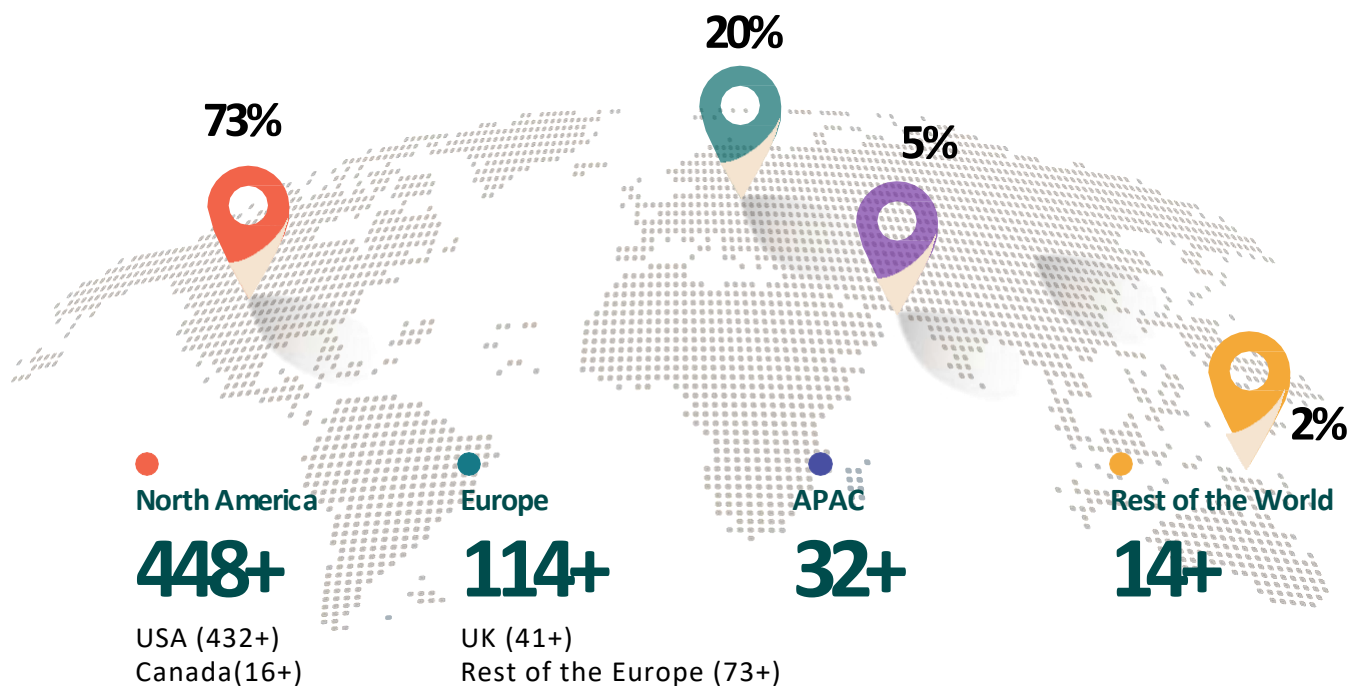 20%
73%
5%
2%
North America
448+
USA (432+)
Canada(16+)
Europe
114+
UK (41+)
Rest of the Europe (73+)
APAC
32+
Rest of the World
14+